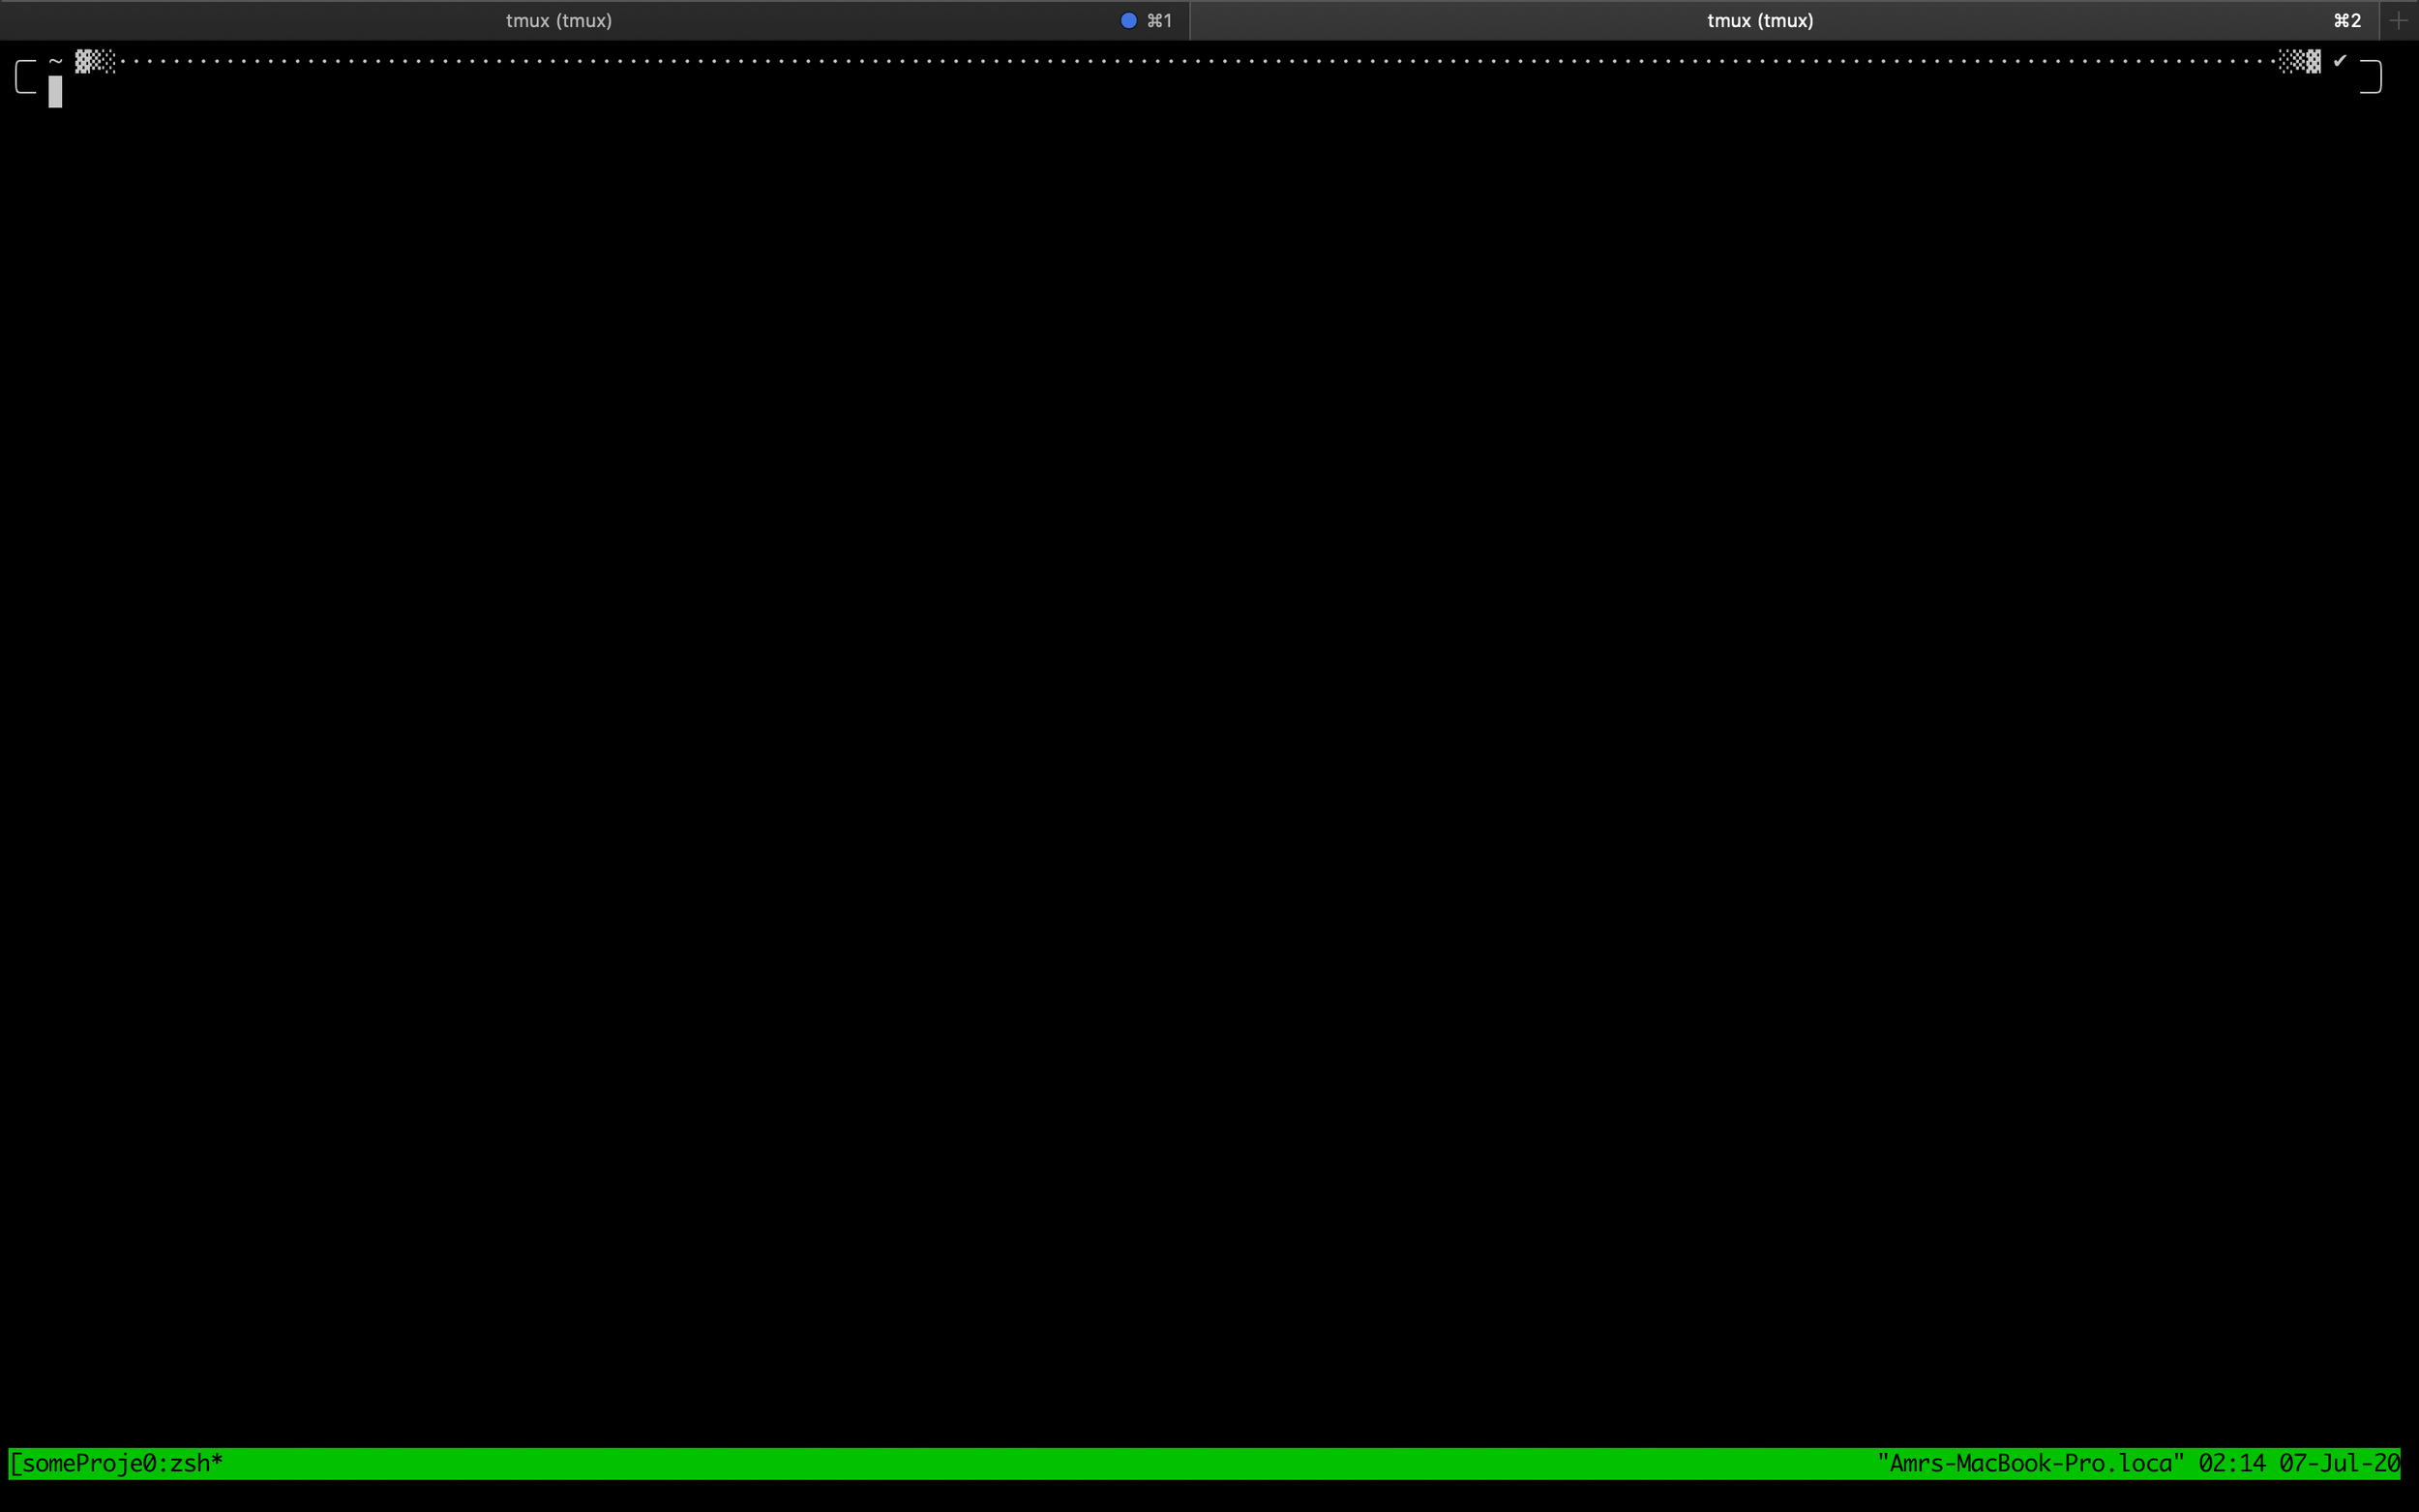 tmux (tmux) ⌘1 tmux (tmux) ⌘2 +
~ ▓▒░································································································································································░▒▓ ✔
[someProje0:zsh* "Amrs-MacBook-Pro.loca" 02:14 07-Jul-20